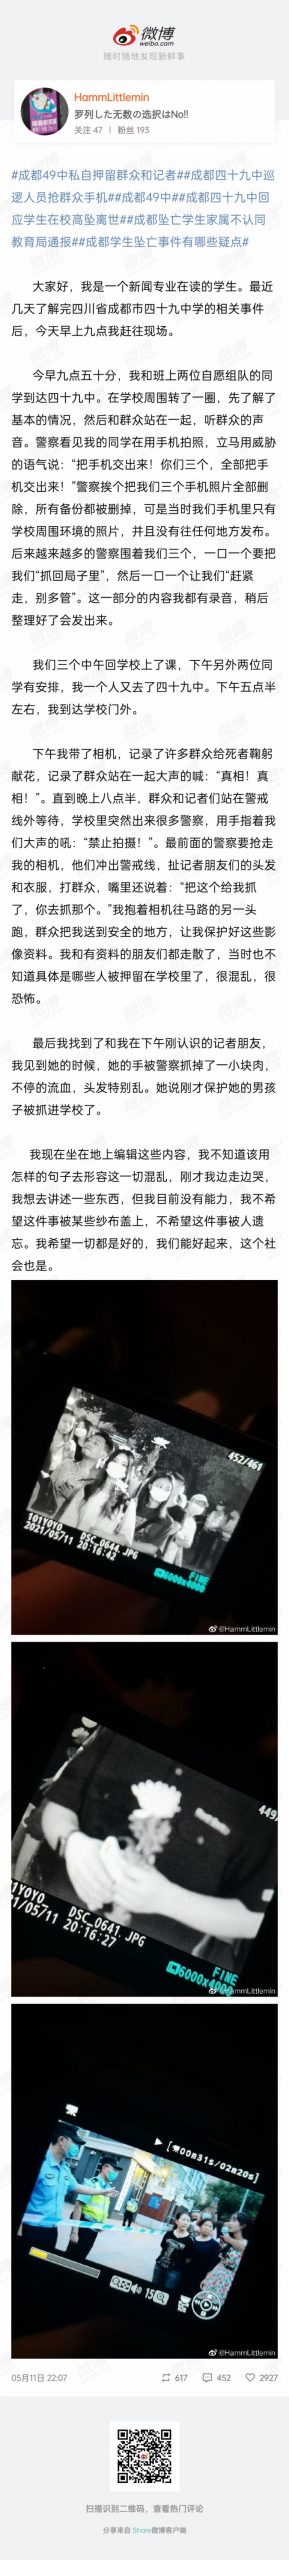 微博
weibo.com
随时随地发现新鲜事
HammLittlemin
罗列した无数の选択はNo!!
关注 47 | 粉丝 193
#成都49中私自押留群众和记者##成都四十九中巡
逻人员抢群众手机##成都49中##成都四十九中回
应学生在校高坠离世##成都坠亡学生家属不认同
教育局通报##成都学生坠亡事件有哪些疑点#
大家好，我是一个新闻专业在读的学生。最近
几天了解完四川省成都市四十九中学的相关事件
后，今天早上九点我赶往现场。
今早九点五十分，我和班上两位自愿组队的同
学到达四十九中。在学校周围转了一圈，先了解了
基本的情况，然后和群众站在一起，听群众的声
音。警察看见我的同学在用手机拍照，立马用威胁
的语气说：“把手机交出来！你们三个，全部把手
机交出来！”警察挨个把我们三个手机照片全部删
除，所有备份都被删掉，可是当时我们手机里只有
学校周围环境的照片，并且没有往任何地方发布。
后来越来越多的警察围着我们三个，一口一个要把
我们“抓回局子里”，然后一口一个让我们“赶紧
走，别多管”。这一部分的内容我都有录音，稍后
整理好了会发出来。
我们三个中午回学校上了课，下午另外两位同
学有安排，我一个人又去了四十九中。下午五点半
左右，我到达学校门外。
下午我带了相机，记录了许多群众给死者鞠躬
献花，记录了群众站在一起大声的喊：“真相！真
相！”。直到晚上八点半，群众和记者们站在警戒
线外等待，学校里突然出来很多警察，用手指着我
们大声的吼：“禁止拍摄！”。最前面的警察要抢走
我的相机，他们冲出警戒线，扯记者朋友们的头发
和衣服，打群众，嘴里还说着：“把这个给我抓
了，你去抓那个。”我抱着相机往马路的另一头
跑，群众把我送到安全的地方，让我保护好这些影
像资料。我和有资料的朋友们都走散了，当时也不
知道具体是哪些人被押留在学校里了，很混乱，很
恐怖。
最后我找到了和我在下午刚认识的记者朋友，
我见到她的时候，她的手被警察抓掉了一小块肉，
不停的流血，头发特别乱。她说刚才保护她的男孩
子被抓进学校了。
我现在坐在地上编辑这些内容，我不知道该用
怎样的句子去形容这一切混乱，刚才我边走边哭，
我想去讲述一些东西，但我目前没有能力，我不希
望这件事被某些纱布盖上，不希望这件事被人遗
忘。我希望一切都是好的，我们能好起来，这个社
会也是。
452/461
101YOYO DSC_0644.JPG
2021/05/11 20:16:42
FINE
6000x4000
@HammLittlemin
449/
01YOYO DSC_0641.JPG
21/05/11 20:16:27
FINE
6000x4000
@HammLittlemin
[00m31s/02m20s]
15
@HammLittlemin
05月11日 22:07 617 452 2927
扫描识别二维码，查看热门评论
分享来自 Share微博客户端